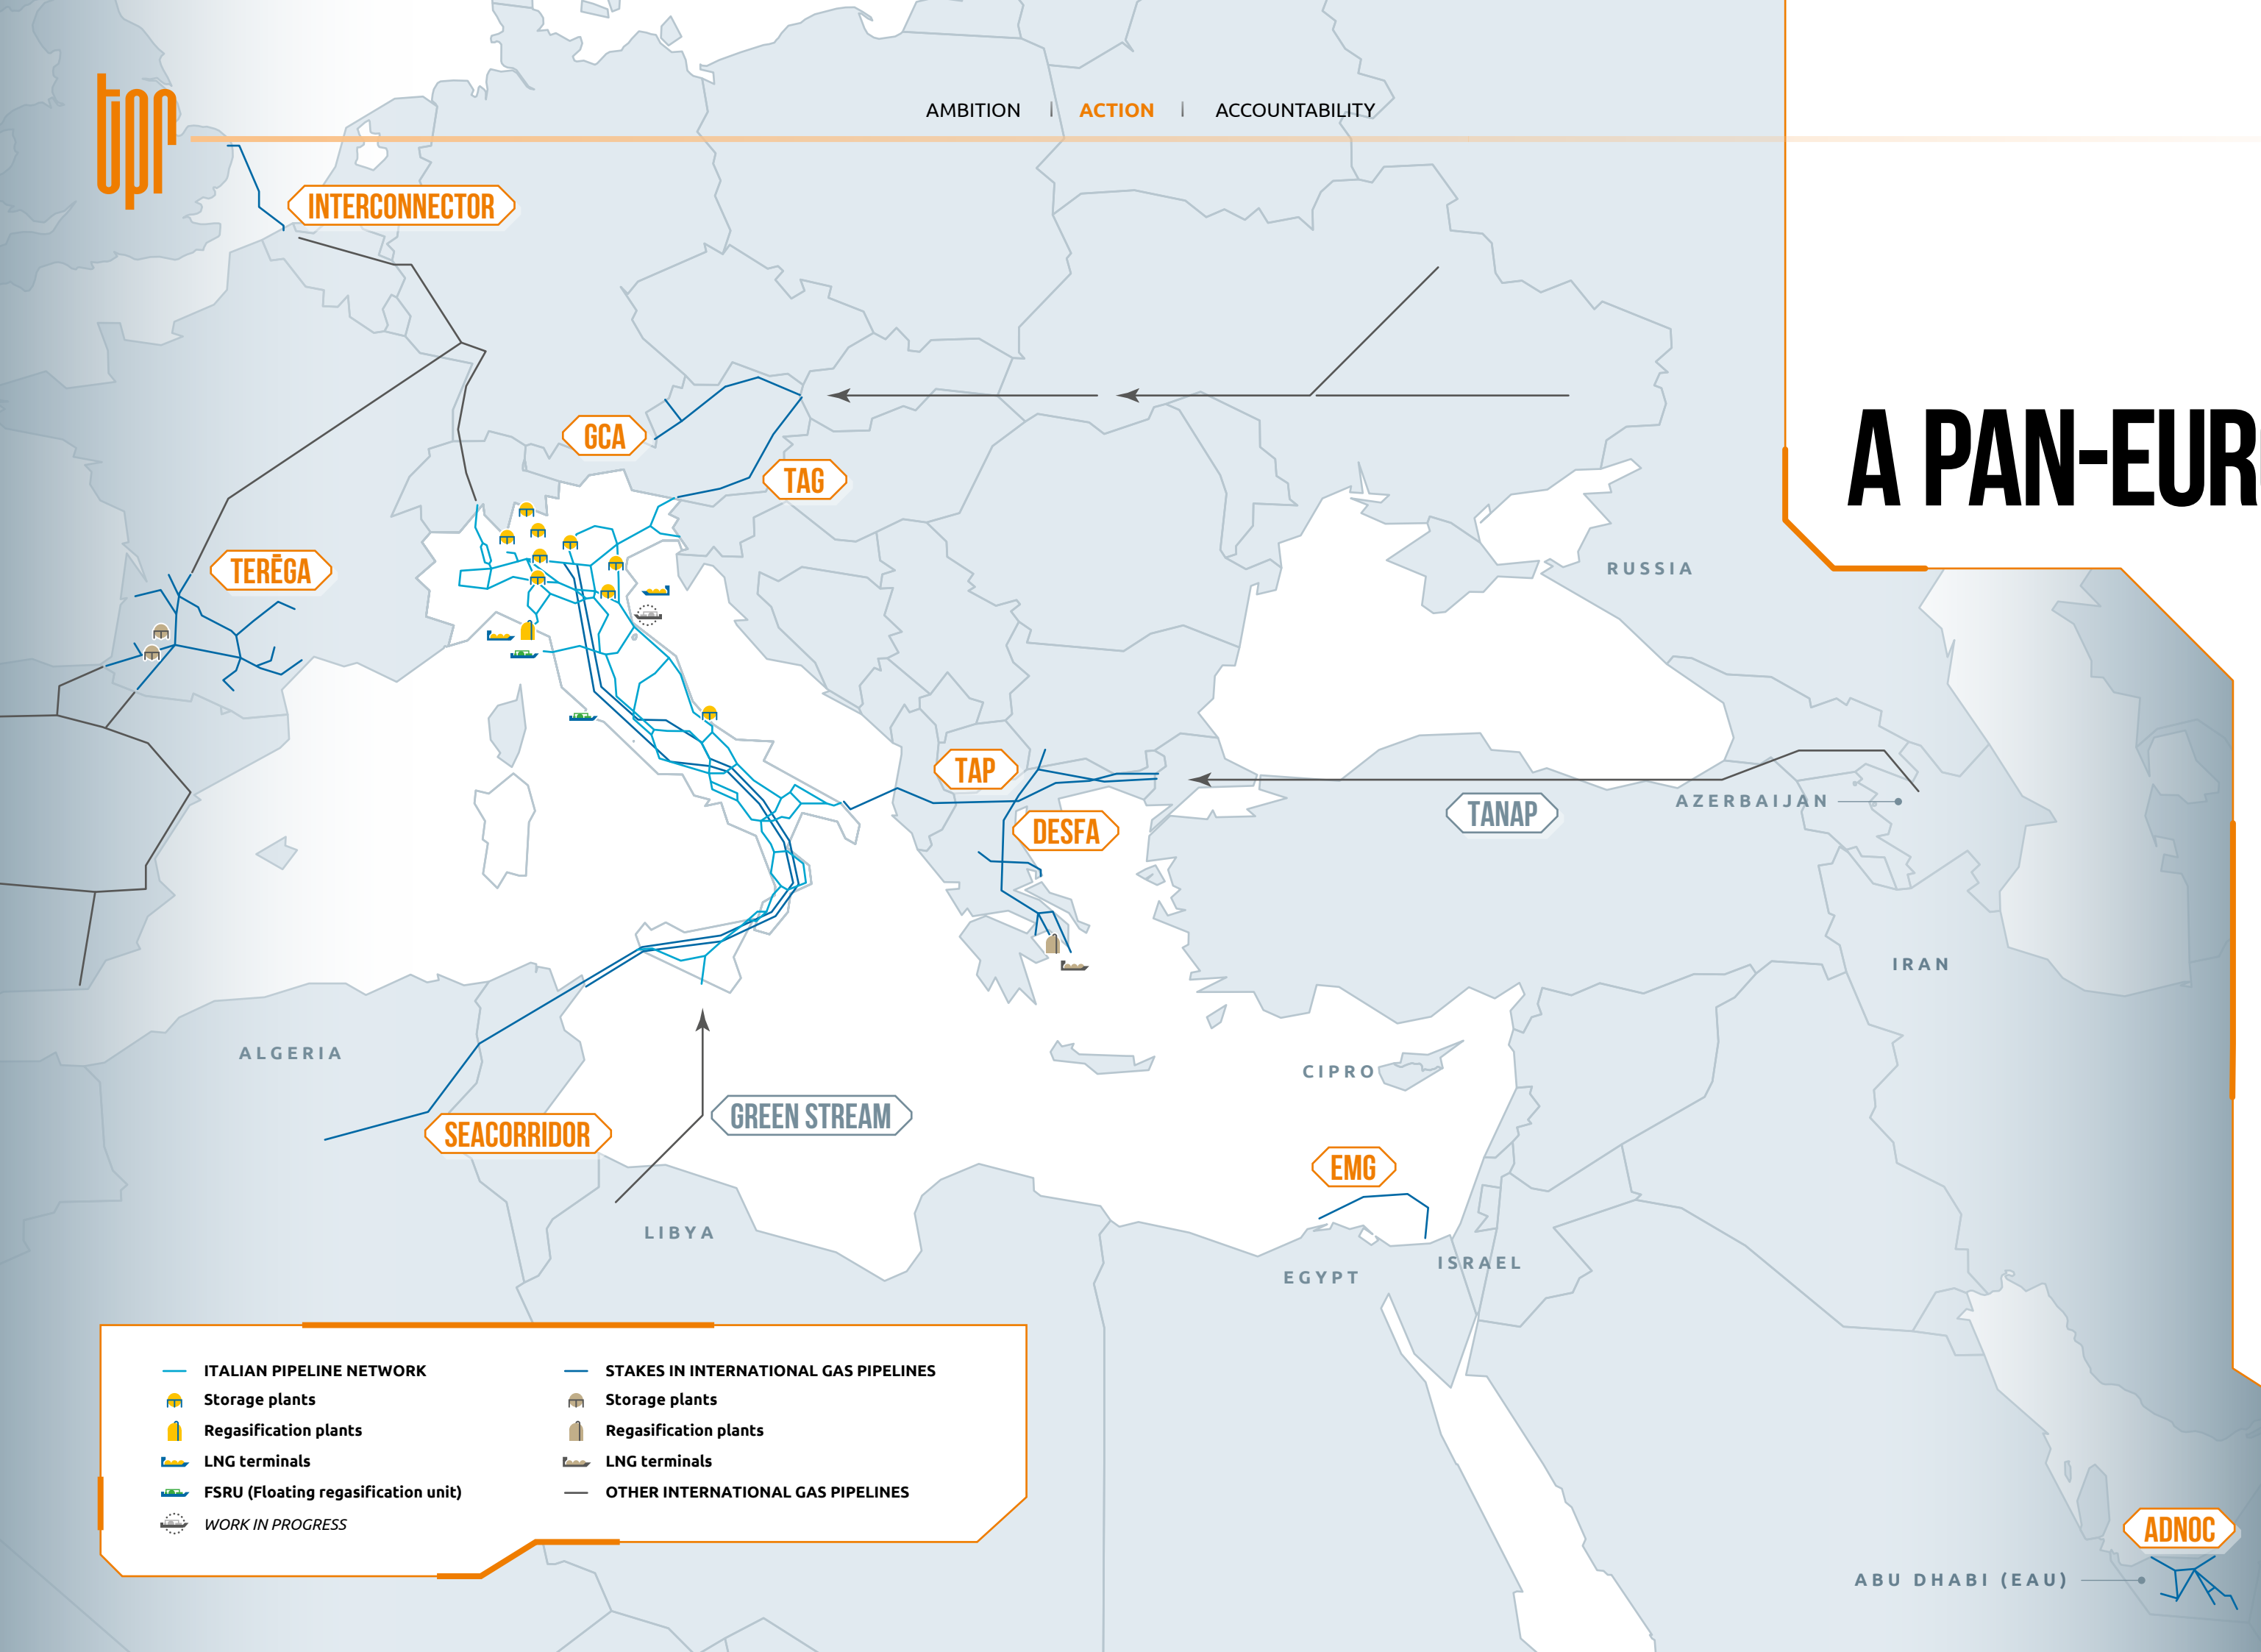 AMBITION | ACTION | ACCOUNTABILITY
INTERCONNECTOR
A PAN-EUR
GCA
TAG
TERĒGA
RUSSIA
TAP
DESFA
TANAP
AZERBAIJAN
IRAN
ALGERIA
CIPRO
SEACORRIDOR
GREEN STREAM
EMG
LIBYA
EGYPT
ISRAEL
ITALIAN PIPELINE NETWORK
Storage plants
Regasification plants
LNG terminals
FSRU (Floating regasification unit)
WORK IN PROGRESS
STAKES IN INTERNATIONAL GAS PIPELINES
Storage plants
Regasification plants
LNG terminals
OTHER INTERNATIONAL GAS PIPELINES
ADNOC
ABU DHABI (EAU)